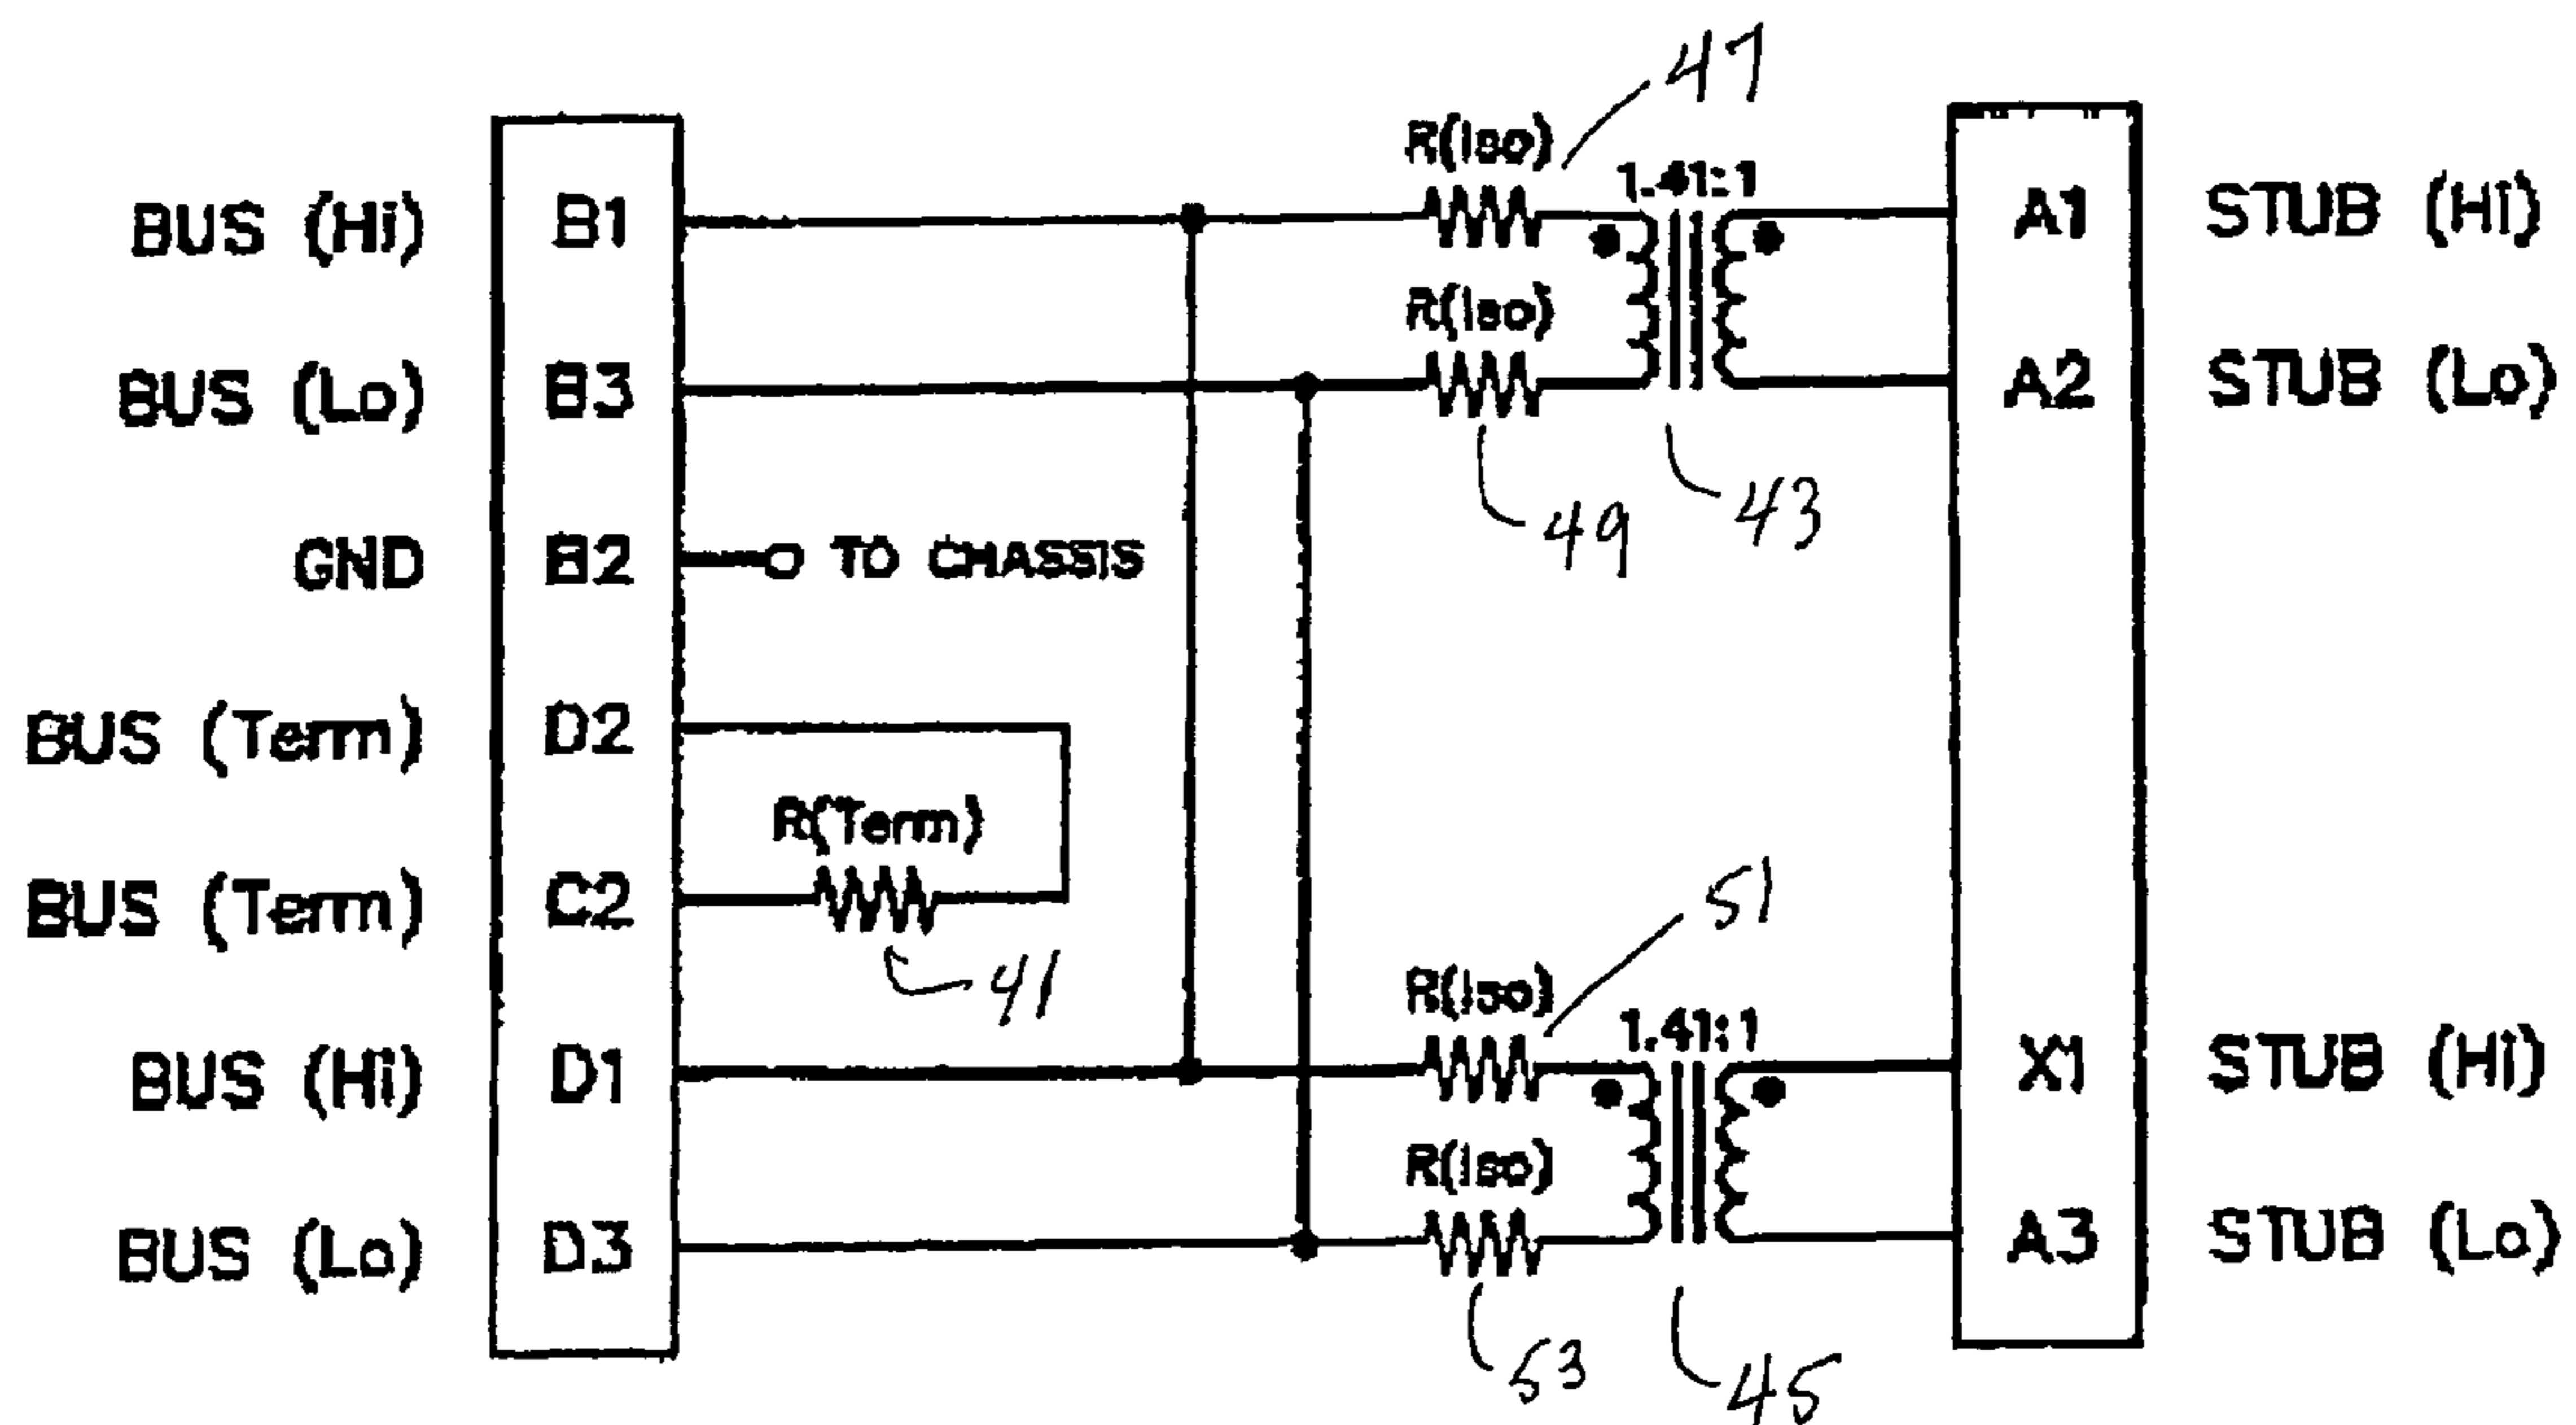 47
R(Iso)
1.41:1
BUS (Hi) B1 A1 STUB (Hi)
R(Iso)
BUS (Lo) B3 A2 STUB (Lo)
49 43
GND B2 TO CHASSIS
BUS (Term) D2
R(Term)
BUS (Term) C2
41
51
R(Iso)
1.41:1
BUS (Hi) D1 X1 STUB (Hi)
R(Iso)
BUS (Lo) D3 A3 STUB (Lo)
53 45